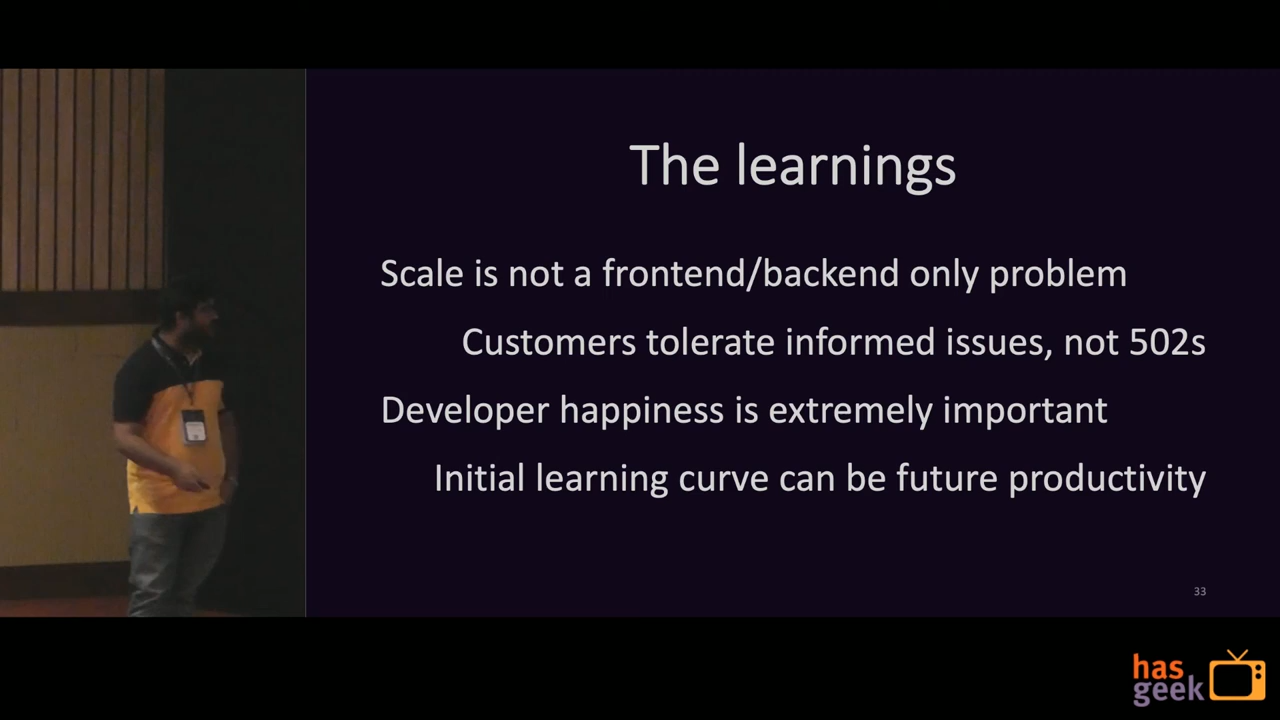 The learnings
Scale is not a frontend/backend only problem
Customers tolerate informed issues, not 502s
Developer happiness is extremely important
Initial learning curve can be future productivity
33
has
geek